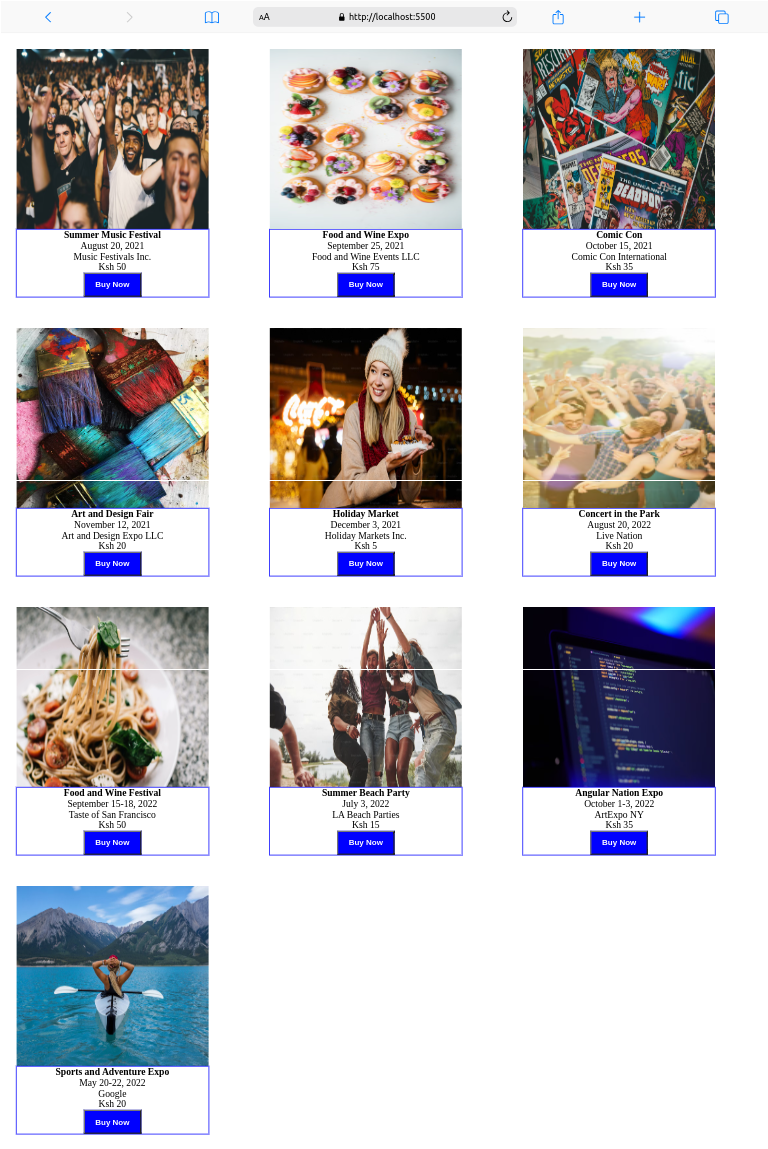 AA
http://localhost:5500
DEADPOOL
Summer Music Festival
August 20, 2021
Music Festivals Inc.
Ksh 50
Buy Now
Food and Wine Expo
September 25, 2021
Food and Wine Events LLC
Ksh 75
Buy Now
Comic Con
October 15, 2021
Comic Con International
Ksh 35
Buy Now
Coca-Cola
Art and Design Fair
November 12, 2021
Art and Design Expo LLC
Ksh 20
Buy Now
Holiday Market
December 3, 2021
Holiday Markets Inc.
Ksh 5
Buy Now
Concert in the Park
August 20, 2022
Live Nation
Ksh 20
Buy Now
Food and Wine Festival
September 15-18, 2022
Taste of San Francisco
Ksh 50
Buy Now
Summer Beach Party
July 3, 2022
LA Beach Parties
Ksh 15
Buy Now
Angular Nation Expo
October 1-3, 2022
ArtExpo NY
Ksh 35
Buy Now
Sports and Adventure Expo
May 20-22, 2022
Google
Ksh 20
Buy Now